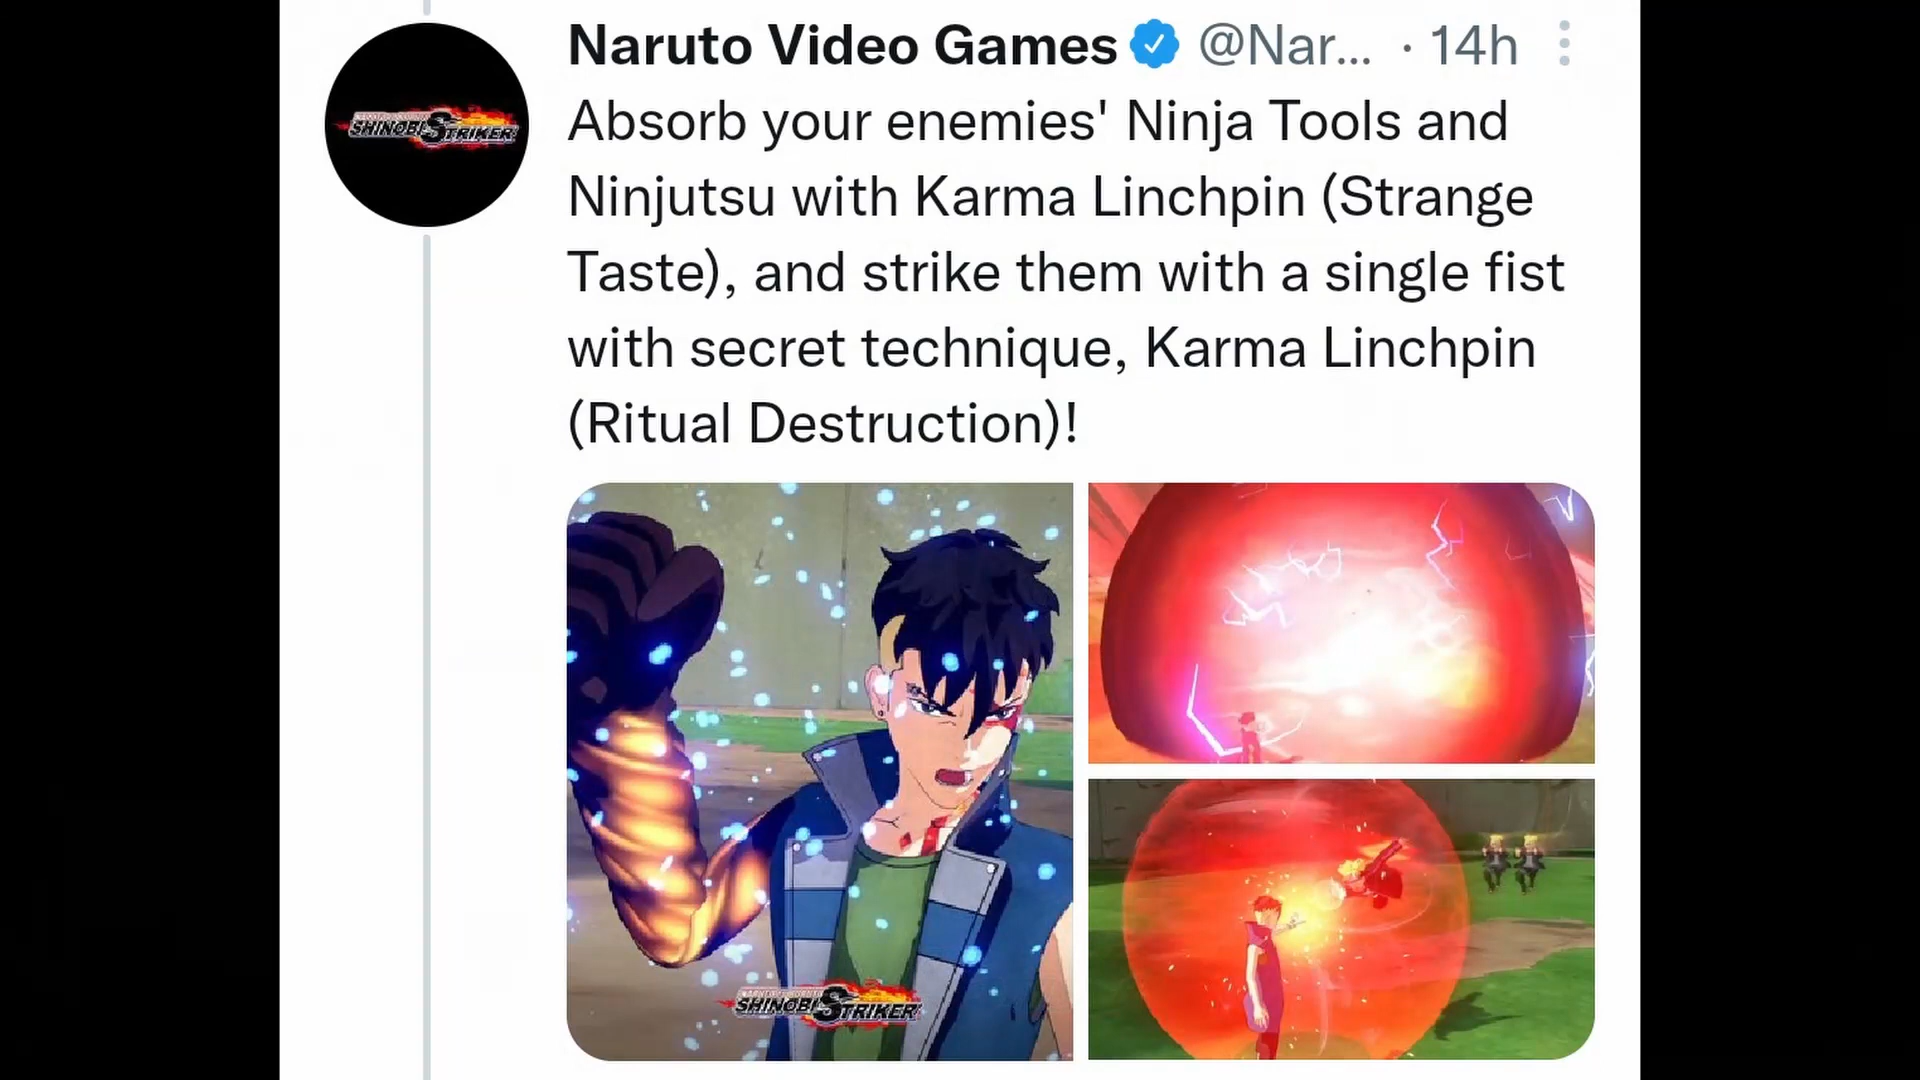 Naruto Video Games @Nar... · 14h
Absorb your enemies' Ninja Tools and
Ninjutsu with Karma Linchpin (Strange
Taste), and strike them with a single fist
with secret technique, Karma Linchpin
(Ritual Destruction)!
SHINOBI STRIKER
SHINOBI STRIKER